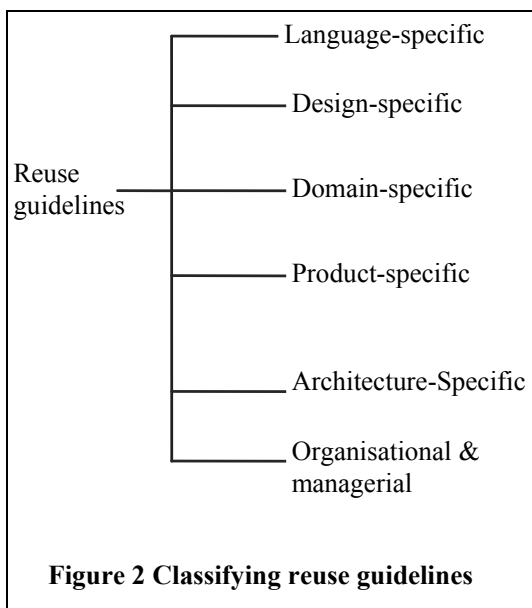 Language-specific
Design-specific
Reuse
guidelines
Domain-specific
Product-specific
Architecture-Specific
Organisational &
managerial
Figure 2 Classifying reuse guidelines